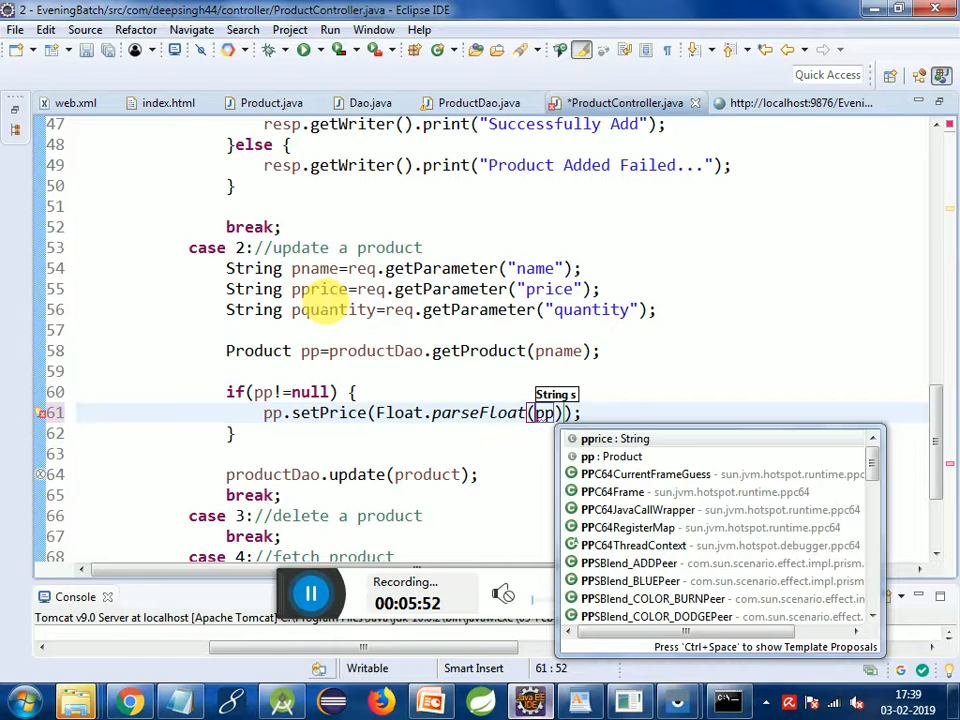 2 - EveningBatch/src/com/deepsingh44/controller/ProductController.java - Eclipse IDE
File Edit Source Refactor Navigate Search Project Run Window Help
Quick Access
web.xml index.html Product.java Dao.java ProductDao.java *ProductController.java http://localhost:9876/Eveni...
47 resp.getWriter().print("Successfully Add");
48 }else {
49 resp.getWriter().print("Product Added Failed...");
50 }
51
52 break;
53 case 2://update a product
54 String pname=req.getParameter("name");
55 String pprice=req.getParameter("price");
56 String pquantity=req.getParameter("quantity");
57
58 Product pp=productDao.getProduct(pname);
59
60 if(pp!=null) {
String s
61 pp.setPrice(Float.parseFloat(pp));
62 }
63
64 productDao.update(product);
65 break;
66 case 3://delete a product
67 break;
68 case 4://fetch product
pprice : String
pp : Product
PPC64CurrentFrameGuess - sun.jvm.hotspot.runtime.ppc
PPC64Frame - sun.jvm.hotspot.runtime.ppc64
PPC64JavaCallWrapper - sun.jvm.hotspot.runtime.ppc64
PPC64RegisterMap - sun.jvm.hotspot.runtime.ppc64
PPC64ThreadContext - sun.jvm.hotspot.debugger.ppc64
PPSBlend_ADDPeer - com.sun.scenario.effect.impl.prism
PPSBlend_BLUEPeer - com.sun.scenario.effect.impl.prism
PPSBlend_COLOR_BURNPeer - com.sun.scenario.effect.im
PPSBlend_COLOR_DODGEPeer - com.sun.scenario.effect.im
Press 'Ctrl+Space' to show Template Proposals
Recording...
00:05:52
Console
Tomcat v9.0 Server at localhost [Apache Tomcat]
Writable Smart Insert 61 : 52
17:39
03-02-2019